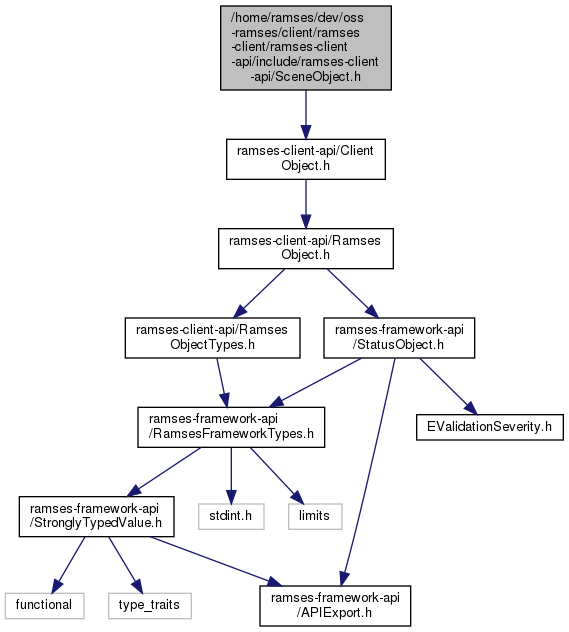 /home/ramses/dev/oss
-ramses/client/ramses
-client/ramses-client
-api/include/ramses-client
-api/SceneObject.h
ramses-client-api/Client
Object.h
ramses-client-api/Ramses
Object.h
ramses-client-api/Ramses
ObjectTypes.h
ramses-framework-api
/StatusObject.h
ramses-framework-api
/RamsesFrameworkTypes.h
EValidationSeverity.h
ramses-framework-api
/StronglyTypedValue.h
stdint.h
limits
functional
type_traits
ramses-framework-api
/APIExport.h